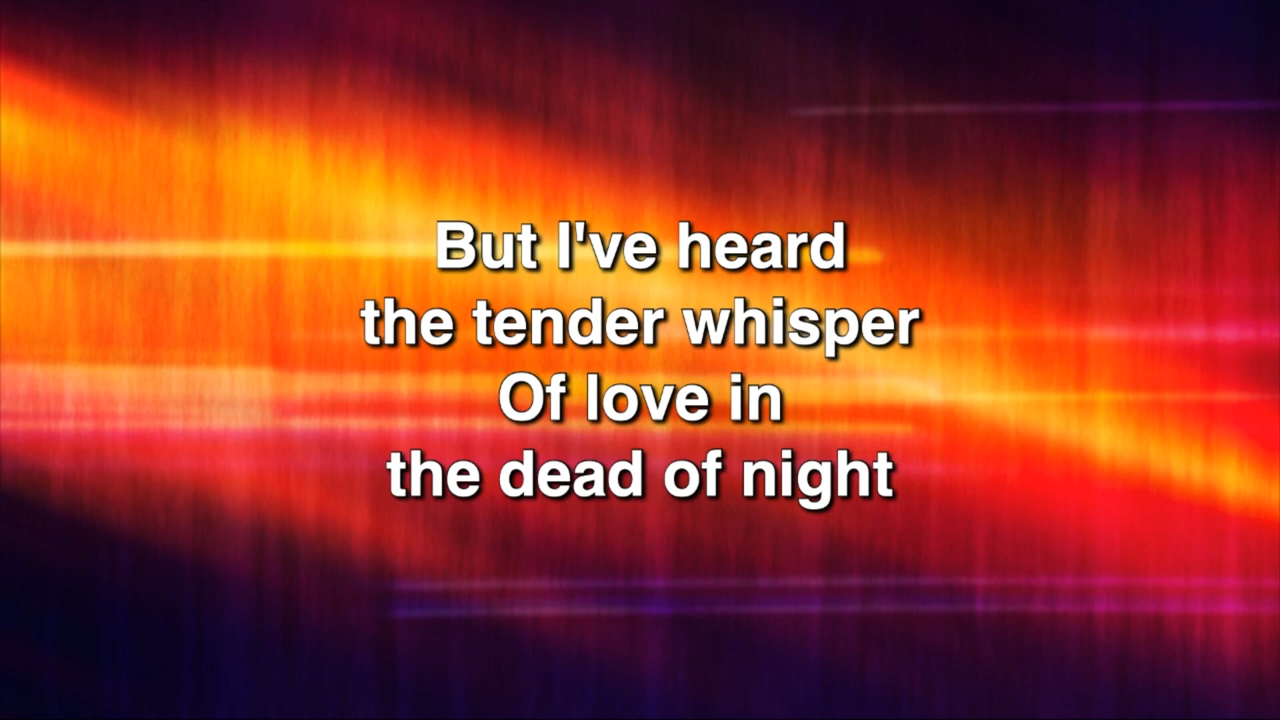 But I've heard
the tender whisper
Of love in
the dead of night